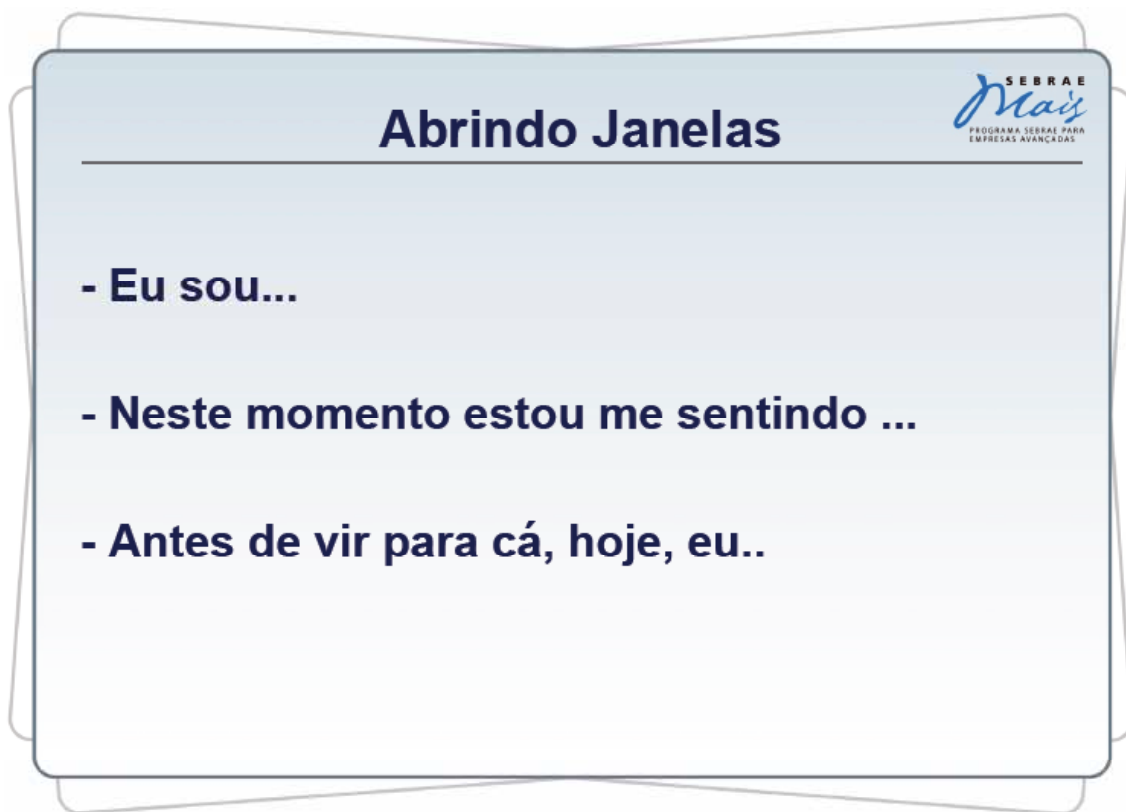 Abrindo Janelas
SEBRAE
Mais
PROGRAMA SEBRAE PARA
EMPRESAS AVANÇADAS
- Eu sou...
- Neste momento estou me sentindo ...
- Antes de vir para cá, hoje, eu..